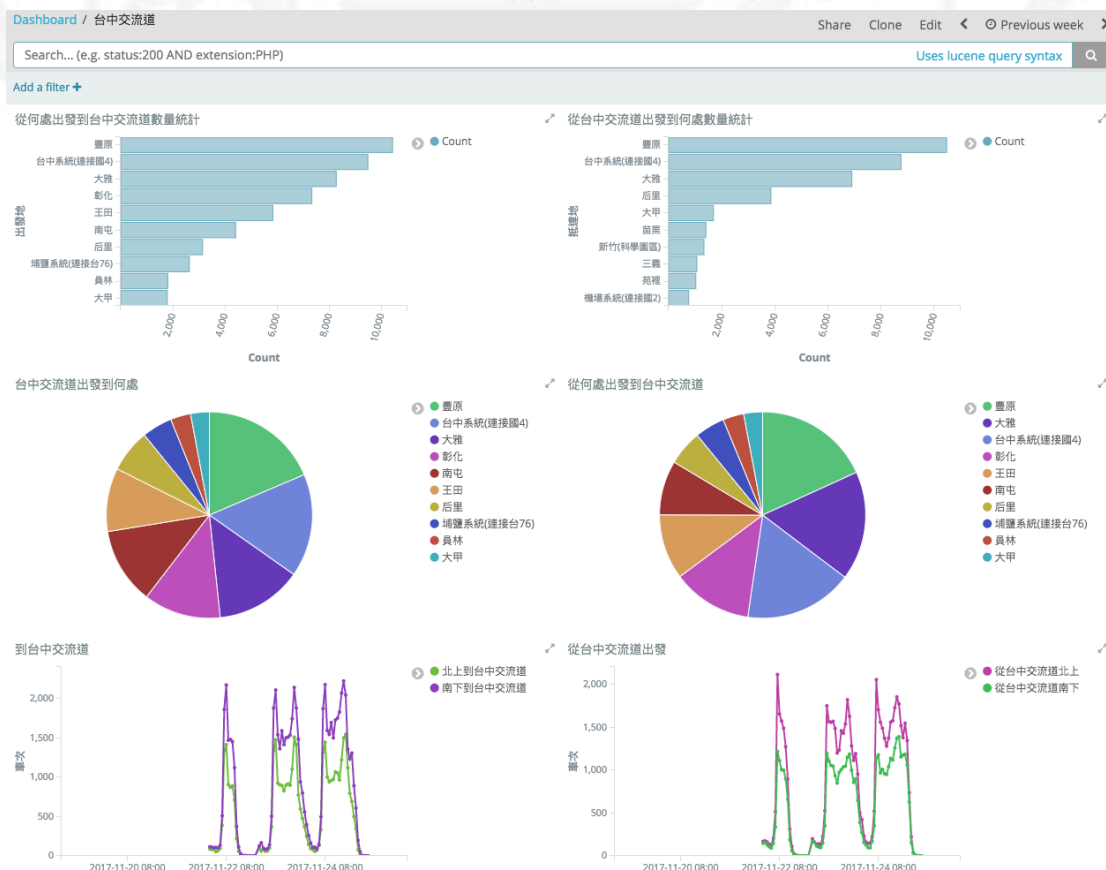 Dashboard / 台中交流道
Share Clone Edit Previous week
Search... (e.g. status:200 AND extension:PHP)
Uses lucene query syntax
Add a filter +
從何處出發到台中交流道數量統計
出發地
豐原
台中系統(連接國4)
大雅
彰化
王田
南屯
后里
埔鹽系統(連接台76)
員林
大甲
2,000
4,000
6,000
8,000
10,000
Count
Count
從台中交流道出發到何處數量統計
抵達地
豐原
台中系統(連接國4)
大雅
后里
大甲
苗栗
新竹(科學園區)
三義
苑裡
機場系統(連接國2)
2,000
4,000
6,000
8,000
10,000
Count
Count
台中交流道出發到何處
豐原
台中系統(連接國4)
大雅
彰化
南屯
王田
后里
埔鹽系統(連接台76)
員林
大甲
從何處出發到台中交流道
豐原
大雅
台中系統(連接國4)
彰化
王田
南屯
后里
埔鹽系統(連接台76)
員林
大甲
到台中交流道
車次
2,000
1,500
1,000
500
0
2017-11-20 08:00
2017-11-22 08:00
2017-11-24 08:00
北上到台中交流道
南下到台中交流道
從台中交流道出發
車次
2,000
1,500
1,000
500
0
2017-11-20 08:00
2017-11-22 08:00
2017-11-24 08:00
從台中交流道北上
從台中交流道南下